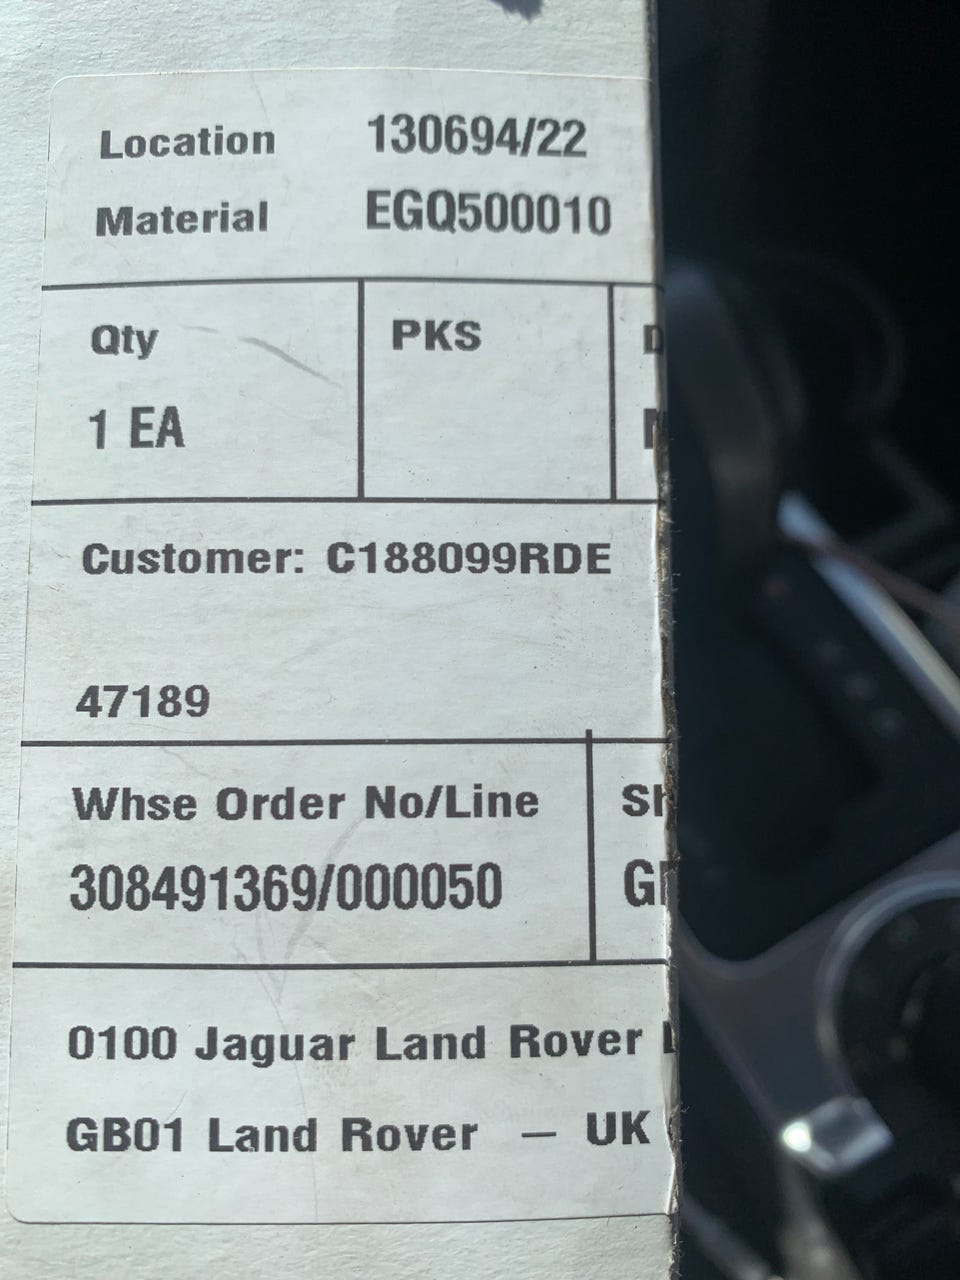 Location 130694/22
Material EGQ500010
Qty PKS
1 EA
Customer: C188099RDE
47189
Whse Order No/Line
308491369/000050
0100 Jaguar Land Rover
GB01 Land Rover – UK